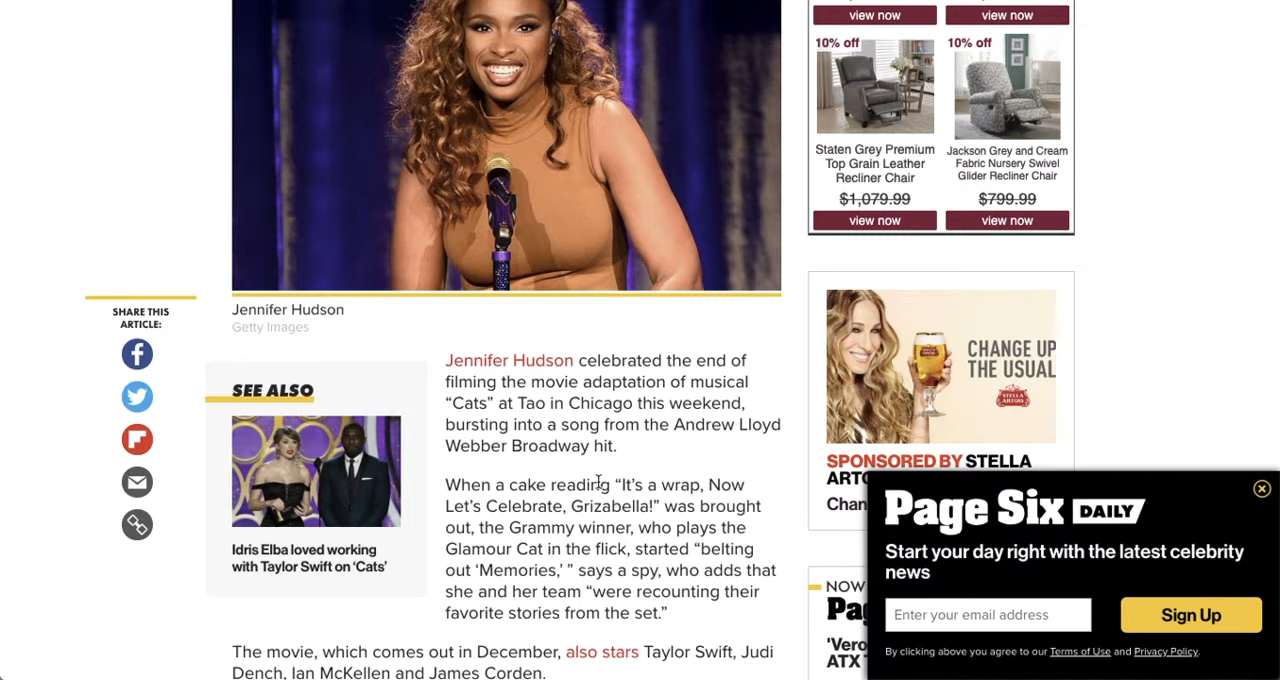 view now
view now
10% off
10% off
Staten Grey Premium
Top Grain Leather
Recliner Chair
Jackson Grey and Cream
Fabric Nursery Swivel
Glider Recliner Chair
$1,079.99
$799.99
view now
view now
SHARE THIS
ARTICLE:
Jennifer Hudson
Getty Images
SEE ALSO
Idris Elba loved working
with Taylor Swift on ‘Cats’
Jennifer Hudson celebrated the end of
filming the movie adaptation of musical
“Cats” at Tao in Chicago this weekend,
bursting into a song from the Andrew Lloyd
Webber Broadway hit.
When a cake reading “It’s a wrap, Now
Let’s Celebrate, Grizabella!” was brought
out, the Grammy winner, who plays the
Glamour Cat in the flick, started “belting
out ‘Memories,’ ” says a spy, who adds that
she and her team “were recounting their
favorite stories from the set.”
The movie, which comes out in December, also stars Taylor Swift, Judi
Dench, Ian McKellen and James Corden.
CHANGE UP
THE USUAL
STELLA
ARTOIS
SPONSORED BY STELLA
ARTO
Chan
NOW
Pag
'Vero
ATX
Page Six DAILY
Start your day right with the latest celebrity
news
Enter your email address
Sign Up
By clicking above you agree to our Terms of Use and Privacy Policy.